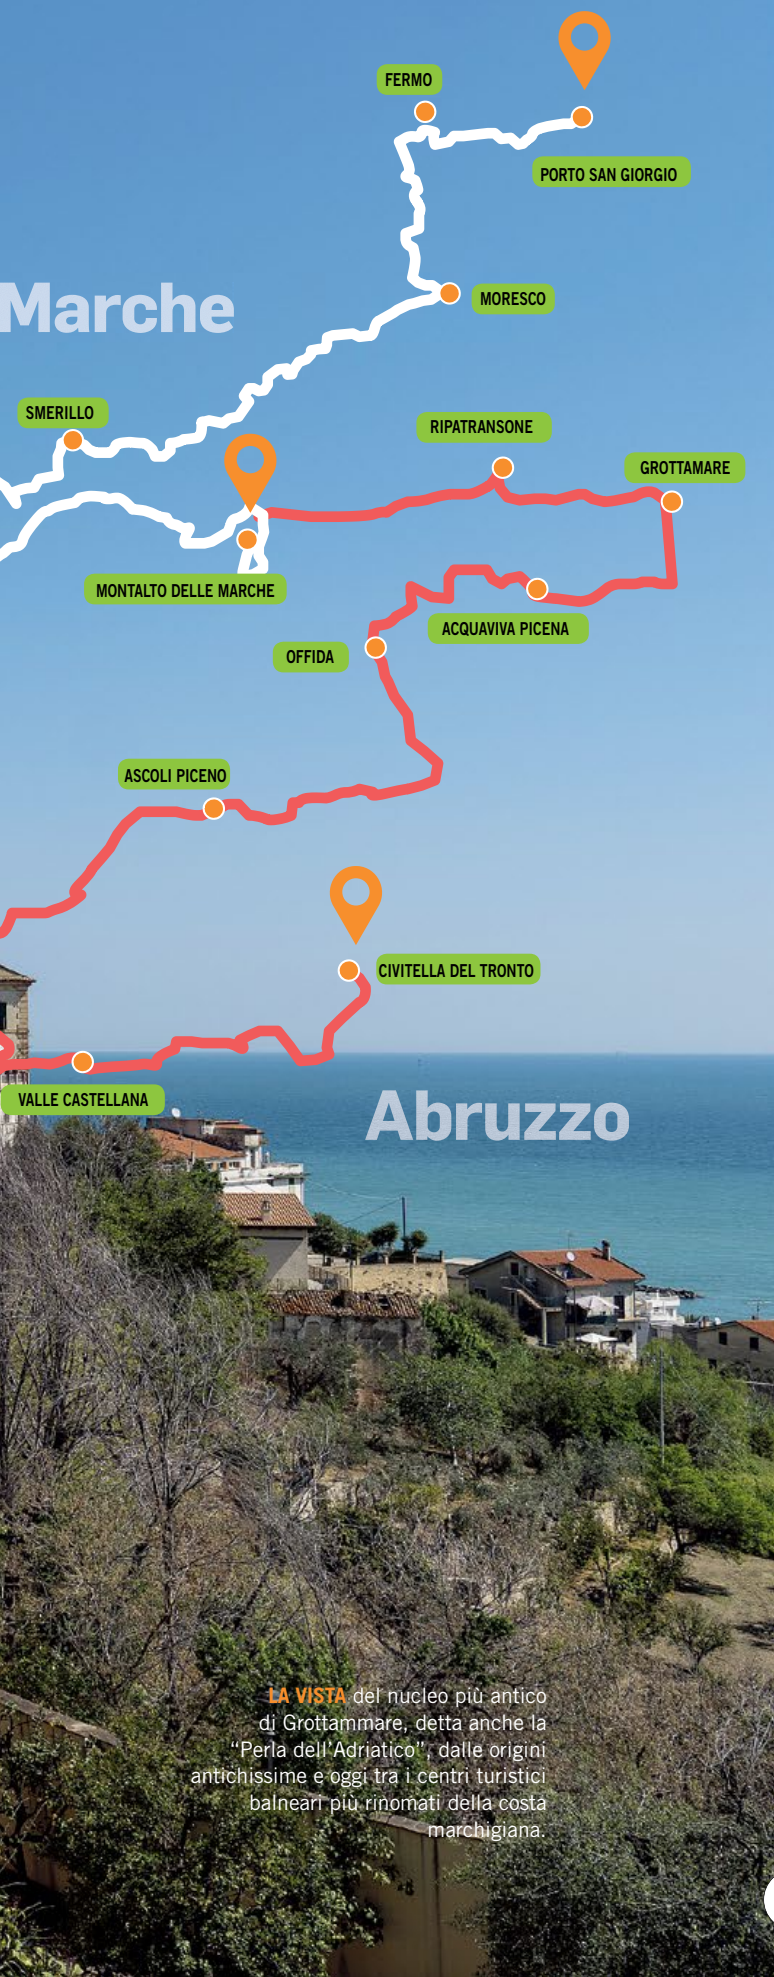 FERMO
PORTO SAN GIORGIO
Marche
MORESCO
SMERILLO
RIPATRANSONE
GROTTAMARE
MONTALTO DELLE MARCHE
ACQUAVIVA PICENA
OFFIDA
ASCOLI PICENO
CIVITELLA DEL TRONTO
VALLE CASTELLANA
Abruzzo
LA VISTA del nucleo più antico
di Grottammare, detta anche la
“Perla dell’Adriatico”, dalle origini
antichissime e oggi tra i centri turistici
balneari più rinomati della costa
marchigiana.